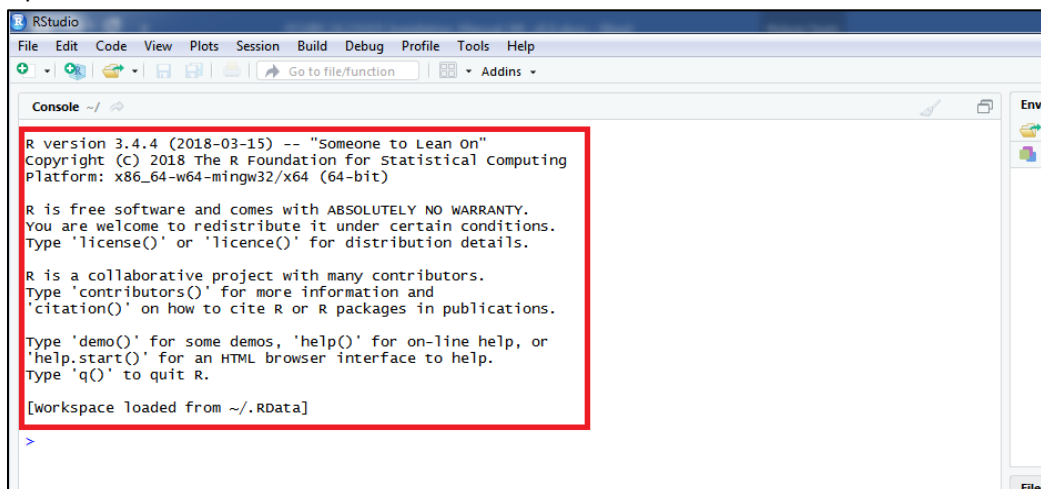 RStudio
File Edit Code View Plots Session Build Debug Profile Tools Help
Go to file/function Addins
Console ~/
Env
R version 3.4.4 (2018-03-15) -- "Someone to Lean On"
Copyright (C) 2018 The R Foundation for Statistical Computing
Platform: x86_64-w64-mingw32/x64 (64-bit)
R is free software and comes with ABSOLUTELY NO WARRANTY.
You are welcome to redistribute it under certain conditions.
Type 'license()' or 'licence()' for distribution details.
R is a collaborative project with many contributors.
Type 'contributors()' for more information and
'citation()' on how to cite R or R packages in publications.
Type 'demo()' for some demos, 'help()' for on-line help, or
'help.start()' for an HTML browser interface to help.
Type 'q()' to quit R.
[Workspace loaded from ~/.RData]
>
File